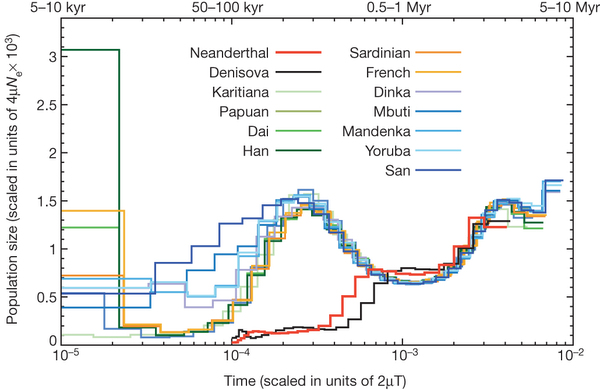 5–10 kyr 50–100 kyr 0.5–1 Myr 5–10 Myr
Population size (scaled in units of 4μNe × 10³)
3
2
1.5
1
0.5
0
Neanderthal
Denisova
Karitiana
Papuan
Dai
Han
Sardinian
French
Dinka
Mbuti
Mandenka
Yoruba
San
10⁻⁵ 10⁻⁴ 10⁻³ 10⁻²
Time (scaled in units of 2μT)